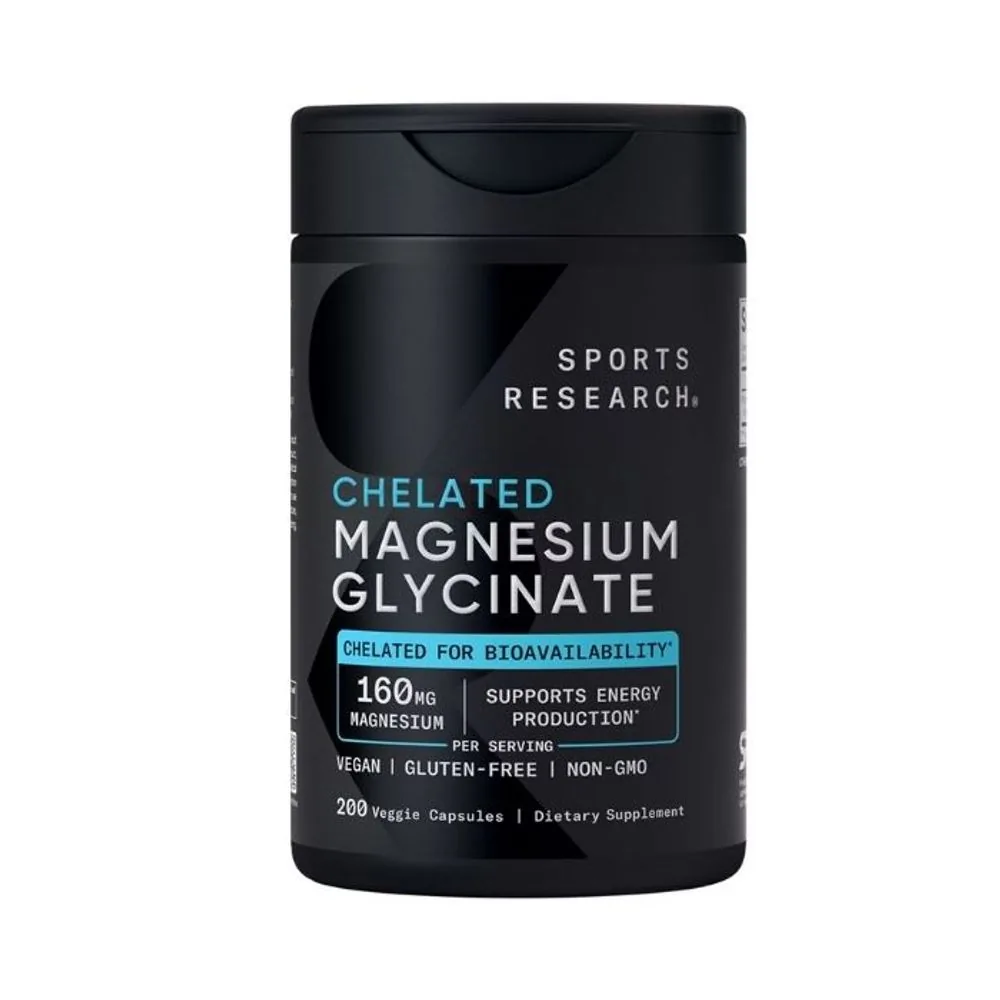 SPORTS
RESEARCH®
CHELATED
MAGNESIUM
GLYCINATE
CHELATED FOR BIOAVAILABILITY*
160MG
MAGNESIUM
SUPPORTS ENERGY
PRODUCTION*
PER SERVING
VEGAN | GLUTEN-FREE | NON-GMO
200 Veggie Capsules | Dietary Supplement